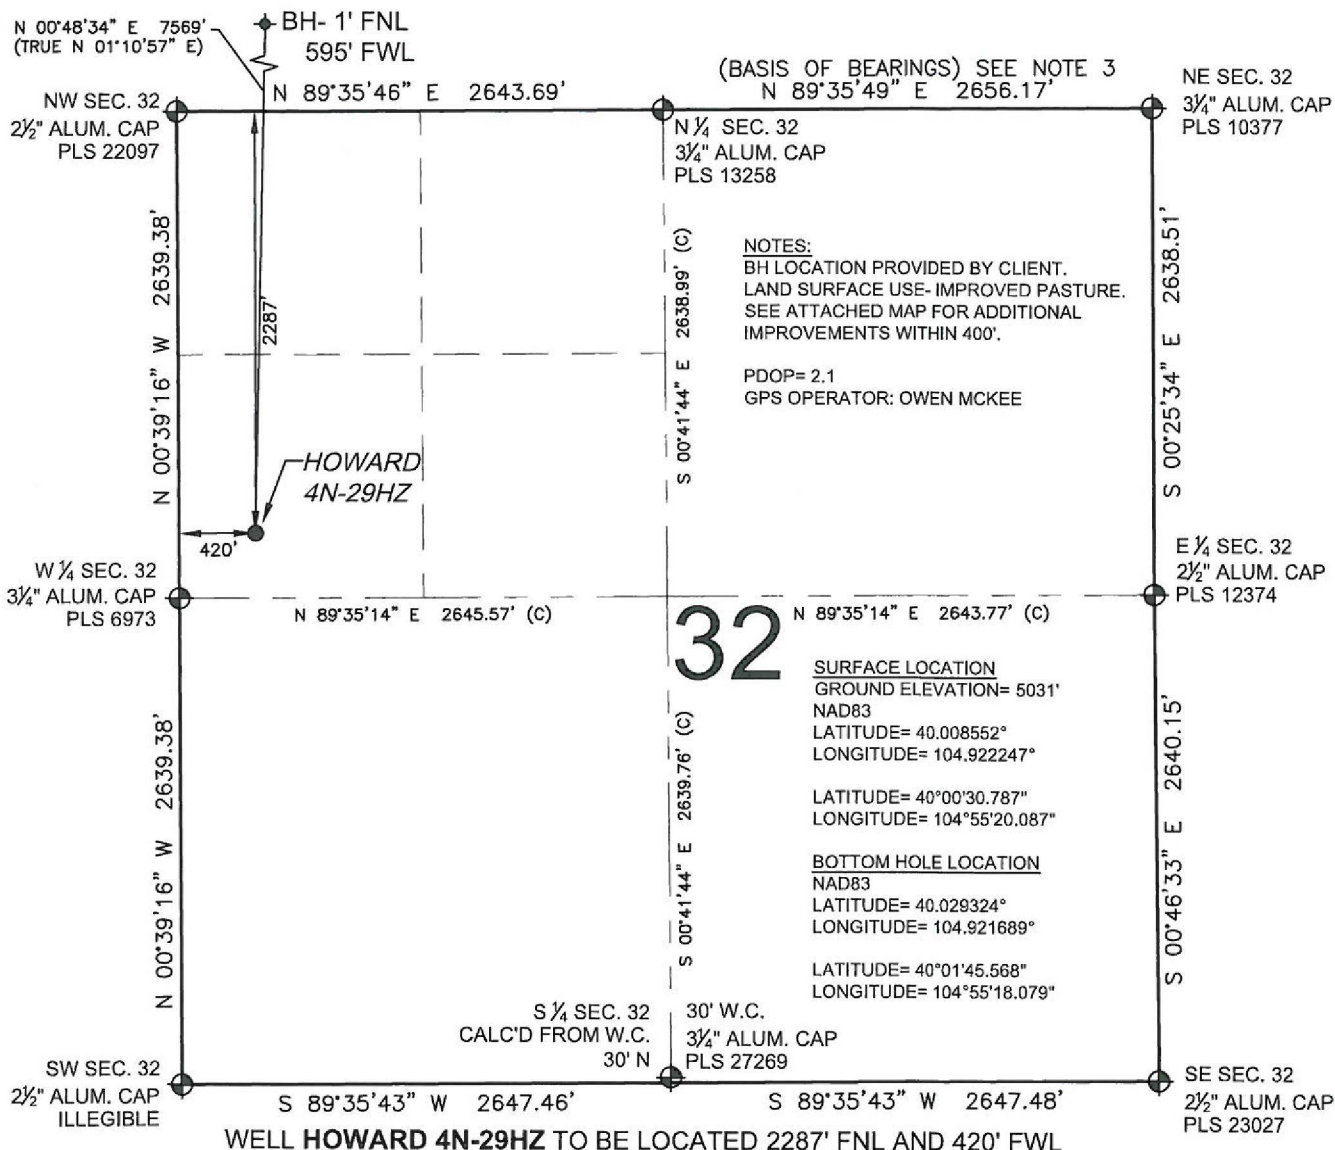 N 00°48'34" E 7569'
(TRUE N 01°10'57" E)
BH- 1' FNL
595' FWL
(BASIS OF BEARINGS) SEE NOTE 3
N 89°35'46" E 2643.69'
N 89°35'49" E 2656.17'
NW SEC. 32
2½" ALUM. CAP
PLS 22097
N ¼ SEC. 32
3¼" ALUM. CAP
PLS 13258
NE SEC. 32
3¼" ALUM. CAP
PLS 10377
N 00°39'16" W 2639.38'
2287'
S 00°41'44" E 2638.99' (C)
NOTES:
BH LOCATION PROVIDED BY CLIENT.
LAND SURFACE USE- IMPROVED PASTURE.
SEE ATTACHED MAP FOR ADDITIONAL
IMPROVEMENTS WITHIN 400'.
PDOP= 2.1
GPS OPERATOR: OWEN MCKEE
S 00°25'34" E 2638.51'
HOWARD
4N-29HZ
420'
W ¼ SEC. 32
3¼" ALUM. CAP
PLS 6973
E ¼ SEC. 32
2½" ALUM. CAP
PLS 12374
N 89°35'14" E 2645.57' (C)
N 89°35'14" E 2643.77' (C)
32
SURFACE LOCATION
GROUND ELEVATION= 5031'
NAD83
LATITUDE= 40.008552°
LONGITUDE= 104.922247°
LATITUDE= 40°00'30.787"
LONGITUDE= 104°55'20.087"
BOTTOM HOLE LOCATION
NAD83
LATITUDE= 40.029324°
LONGITUDE= 104.921689°
LATITUDE= 40°01'45.568"
LONGITUDE= 104°55'18.079"
N 00°39'16" W 2639.38'
S 00°41'44" E 2639.76' (C)
S 00°46'33" E 2640.15'
S ¼ SEC. 32
CALC'D FROM W.C.
30' N
30' W.C.
3¼" ALUM. CAP
PLS 27269
SW SEC. 32
2½" ALUM. CAP
ILLEGIBLE
SE SEC. 32
2½" ALUM. CAP
PLS 23027
S 89°35'43" W 2647.46'
S 89°35'43" W 2647.48'
WELL HOWARD 4N-29HZ TO BE LOCATED 2287' FNL AND 420' FWL